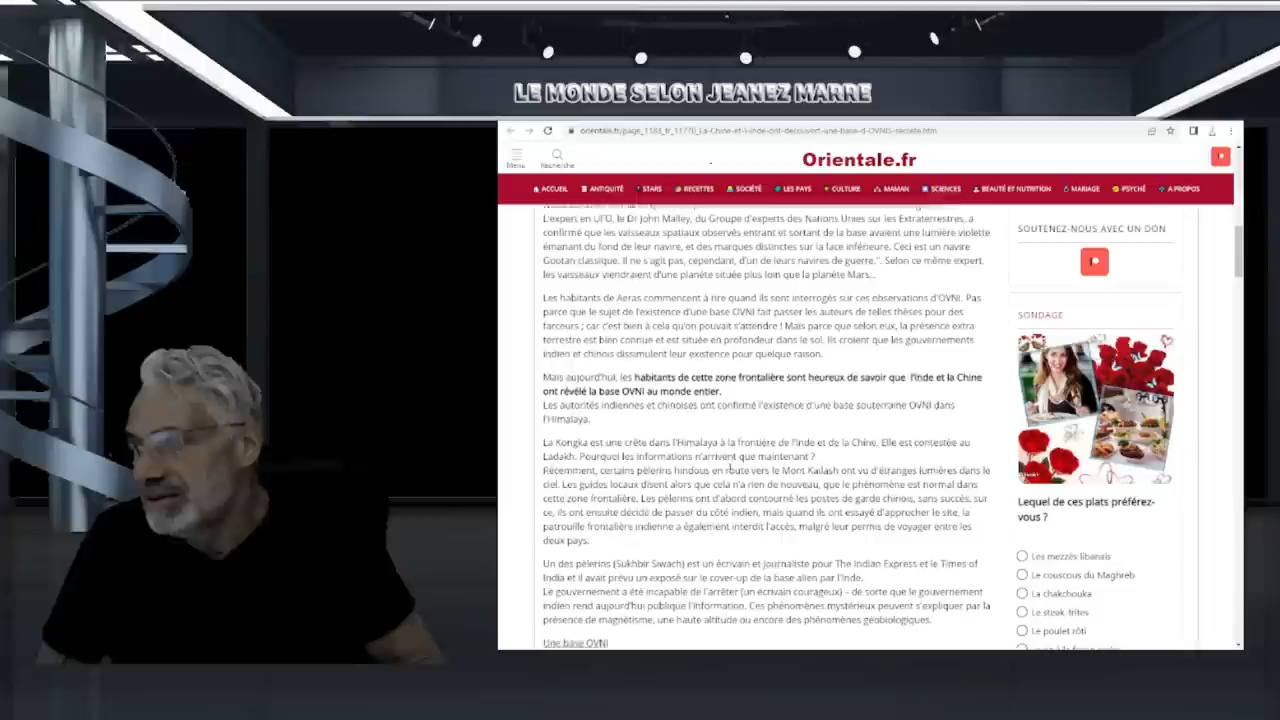 LE MONDE SELON JEANEZ MARRE
orientale.fr/page_1183_fr_11770_La-Chine-et-l-Inde-ont-decouvert-une-base-d-OVNIS-secrete.htm
Menu
Recherche
Orientale.fr
ACCUEIL ANTIQUITÉ STARS RECETTES SOCIÉTÉ LES PAYS CULTURE MAMAN SCIENCES BEAUTÉ ET NUTRITION MARIAGE PSYCHÉ A PROPOS
L'expert en UFO, le Dr John Malley, du Groupe d'experts des Nations Unies sur les Extraterrestres, a
confirmé que les vaisseaux spatiaux observés entrant et sortant de la base avaient une lumière violette
émanant du fond de leur navire, et des marques distinctes sur la face inférieure. Ceci est un navire
Gootan classique. Il ne s'agit pas, cependant, d'un de leurs navires de guerre.". Selon ce même expert,
les vaisseaux viendraient d'une planète située plus loin que la planète Mars...
Les habitants de Aeras commencent à rire quand ils sont interrogés sur ces observations d'OVNI. Pas
parce que le sujet de l'existence d'une base OVNI fait passer les auteurs de telles thèses pour des
farceurs ; car c'est bien à cela qu'on pouvait s'attendre ! Mais parce que selon eux, la présence extra
terrestre est bien connue et est située en profondeur dans le sol. Ils croient que les gouvernements
indien et chinois dissimulent leur existence pour quelque raison.
Mais aujourd'hui, les habitants de cette zone frontalière sont heureux de savoir que l'Inde et la Chine
ont révélé la base OVNI au monde entier.
Les autorités indiennes et chinoises ont confirmé l'existence d'une base souterraine OVNI dans
l'Himalaya.
La Kongka est une crête dans l'Himalaya à la frontière de l'Inde et de la Chine. Elle est contestée au
Ladakh. Pourquoi les informations n'arrivent que maintenant ?
Récemment, certains pèlerins hindous en route vers le Mont Kailash ont vu d'étranges lumières dans le
ciel. Les guides locaux disent alors que cela n'a rien de nouveau, que le phénomène est normal dans
cette zone frontalière. Les pèlerins ont d'abord contourné les postes de garde chinois, sans succès, sur
ce, ils ont ensuite décidé de passer du côté indien, mais quand ils ont essayé d'approcher le site, la
patrouille frontalière indienne a également interdit l'accès, malgré leur permis de voyager entre les
deux pays.
Un des pèlerins (Sukhbir Siwach) est un écrivain et journaliste pour The Indian Express et le Times of
India et il avait prévu un exposé sur le cover-up de la base alien par l'Inde.
Le gouvernement a été incapable de l'arrêter (un écrivain courageux) - de sorte que le gouvernement
indien rend aujourd'hui publique l'information. Ces phénomènes mystérieux peuvent s'expliquer par la
présence de magnétisme, une haute altitude ou encore des phénomènes géobiologiques.
Une base OVNI
SOUTENEZ-NOUS AVEC UN DON
SONDAGE
Lequel de ces plats préférez-
vous ?
Les mezzés libanais
Le couscous du Maghreb
La chakchouka
Le steak-frites
Le poulet rôti